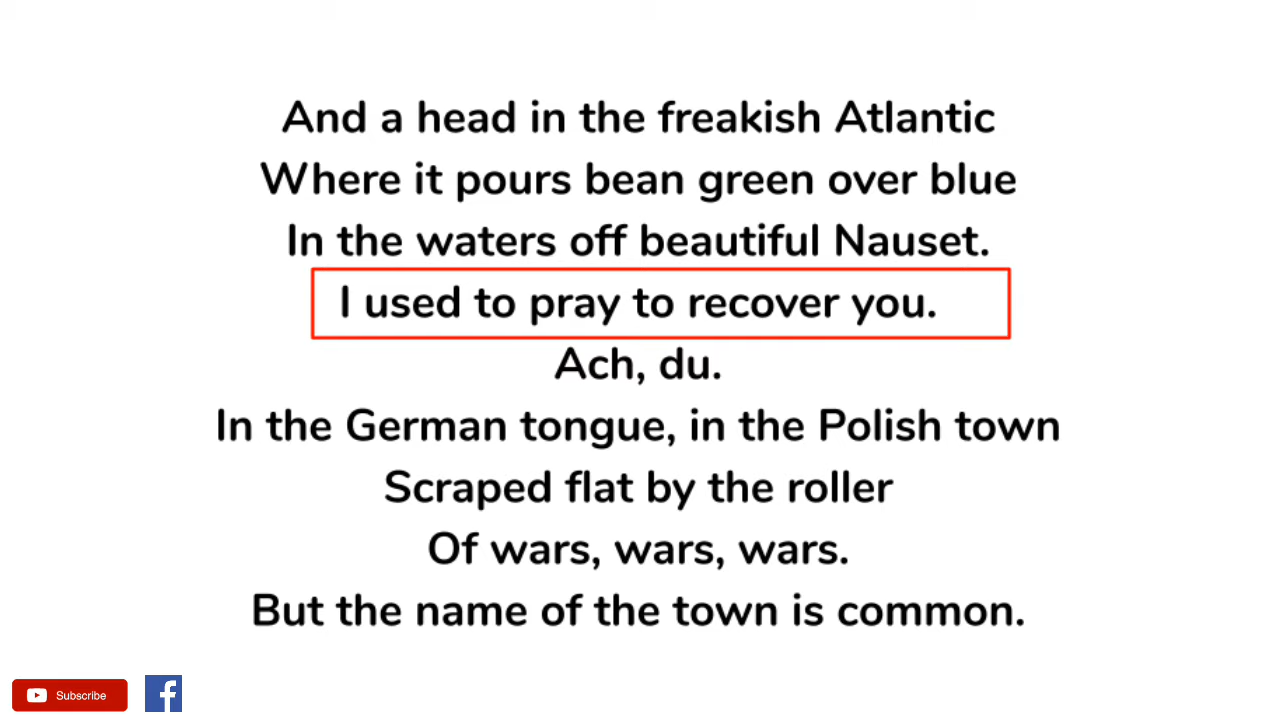 And a head in the freakish Atlantic
Where it pours bean green over blue
In the waters off beautiful Nauset.
I used to pray to recover you.
Ach, du.
In the German tongue, in the Polish town
Scraped flat by the roller
Of wars, wars, wars.
But the name of the town is common.
Subscribe